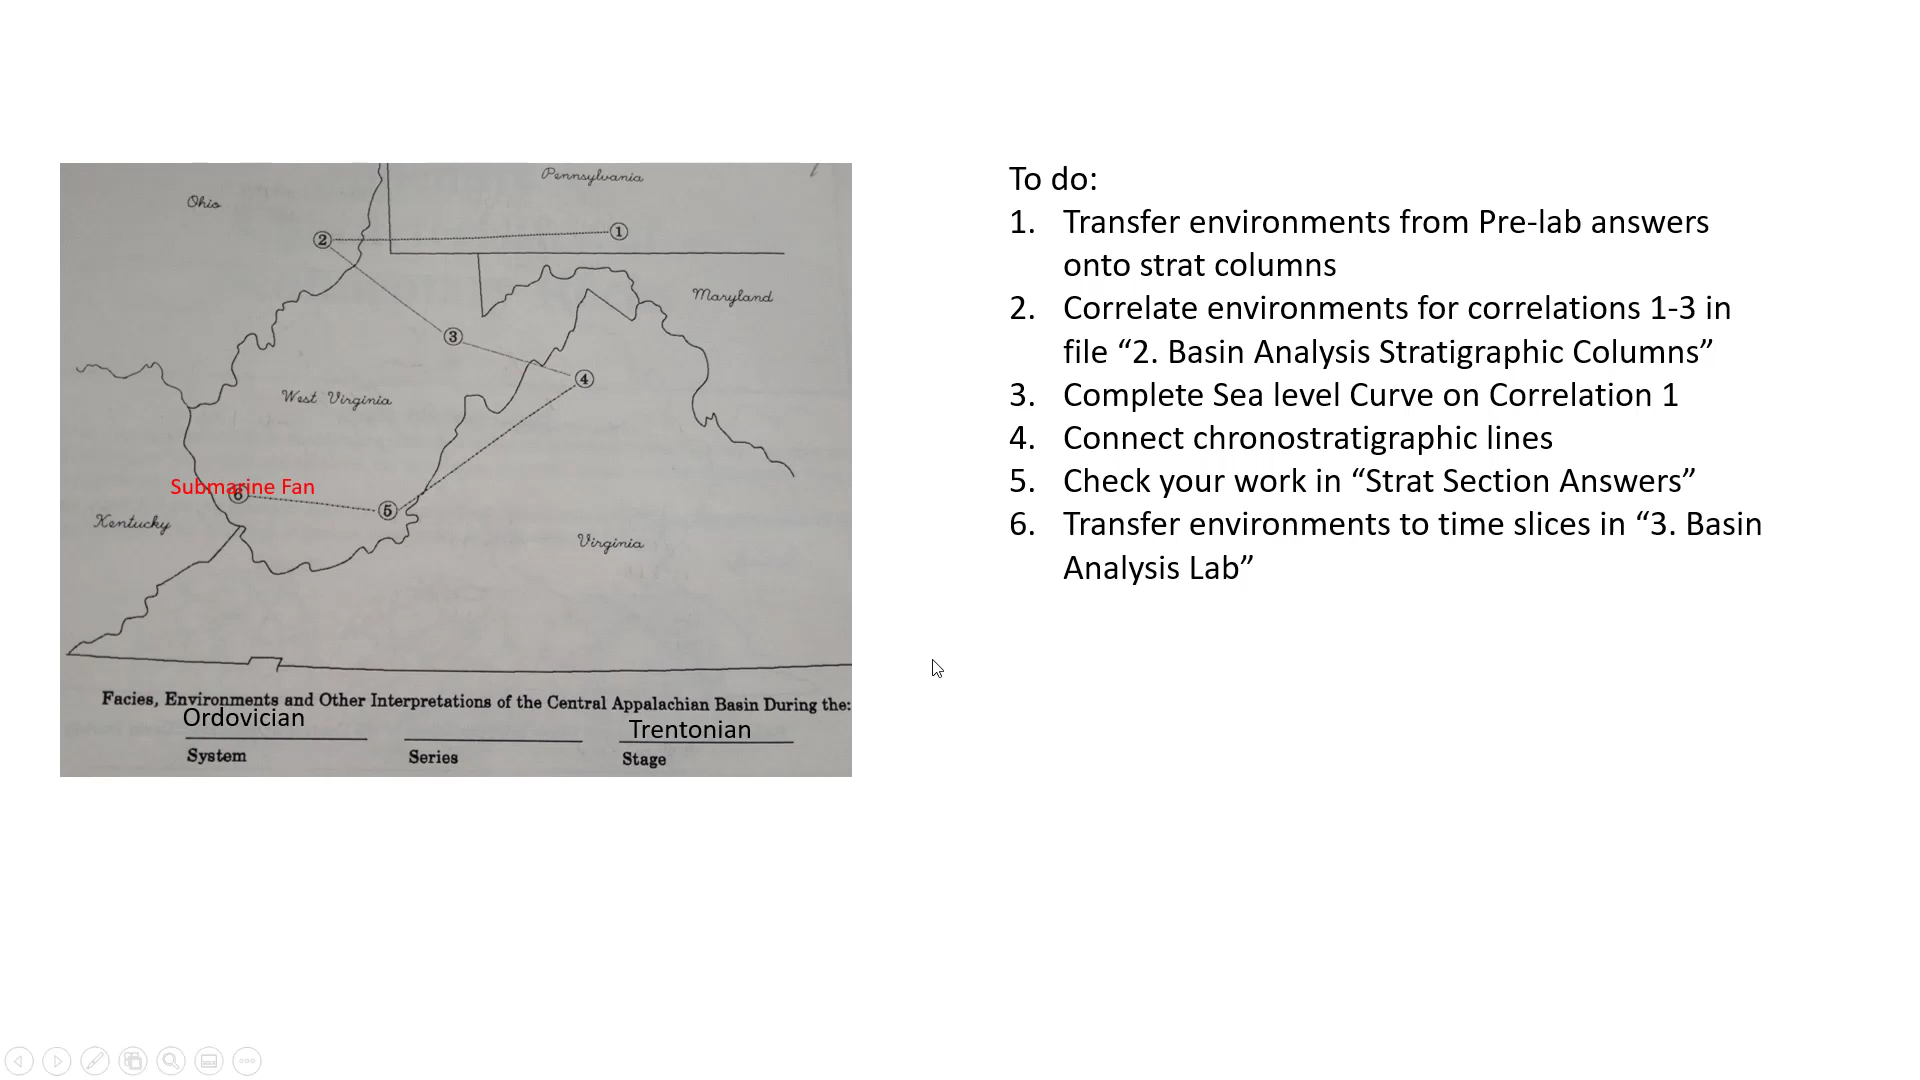 Pennsylvania
Ohio
2
1
Maryland
3
4
West Virginia
Submarine Fan
6
5
Kentucky
Virginia
Facies, Environments and Other Interpretations of the Central Appalachian Basin During the:
Ordovician
Trentonian
System
Series
Stage
To do:
1. Transfer environments from Pre-lab answers
onto strat columns
2. Correlate environments for correlations 1-3 in
file “2. Basin Analysis Stratigraphic Columns”
3. Complete Sea level Curve on Correlation 1
4. Connect chronostratigraphic lines
5. Check your work in “Strat Section Answers”
6. Transfer environments to time slices in “3. Basin
Analysis Lab”